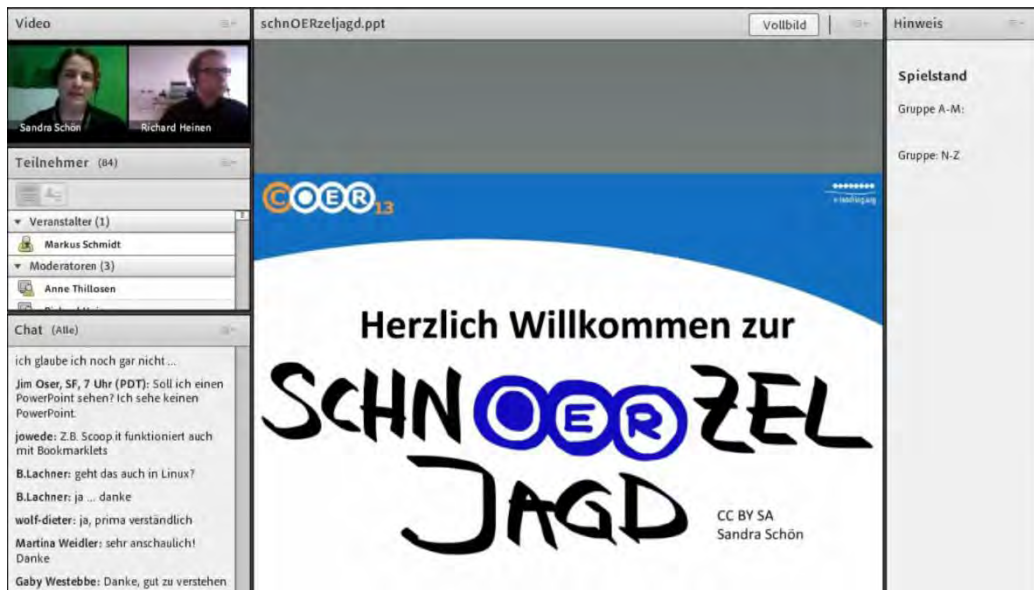 Video
Sandra Schön
Richard Heinen
Teilnehmer (84)
Veranstalter (1)
Markus Schmidt
Moderatoren (3)
Anne Thillosen
Chat (Alle)
ich glaube ich noch gar nicht ...
Jim Oser, SF, 7 Uhr (PDT): Soll ich einen
PowerPoint sehen? Ich sehe keinen
PowerPoint.
jowede: Z.B. Scoop.it funktioniert auch
mit Bookmarklets
B.Lachner: geht das auch in Linux?
B.Lachner: ja ... danke
wolf-dieter: ja, prima verständlich
Martina Weidler: sehr anschaulich!
Danke
Gaby Westebbe: Danke, gut zu verstehen
schnOERzeljagd.ppt
Vollbild
COER13
Herzlich Willkommen zur
SCHNOERZEL
JAGD
CC BY SA
Sandra Schön
Hinweis
Spielstand
Gruppe A-M:
Gruppe: N-Z